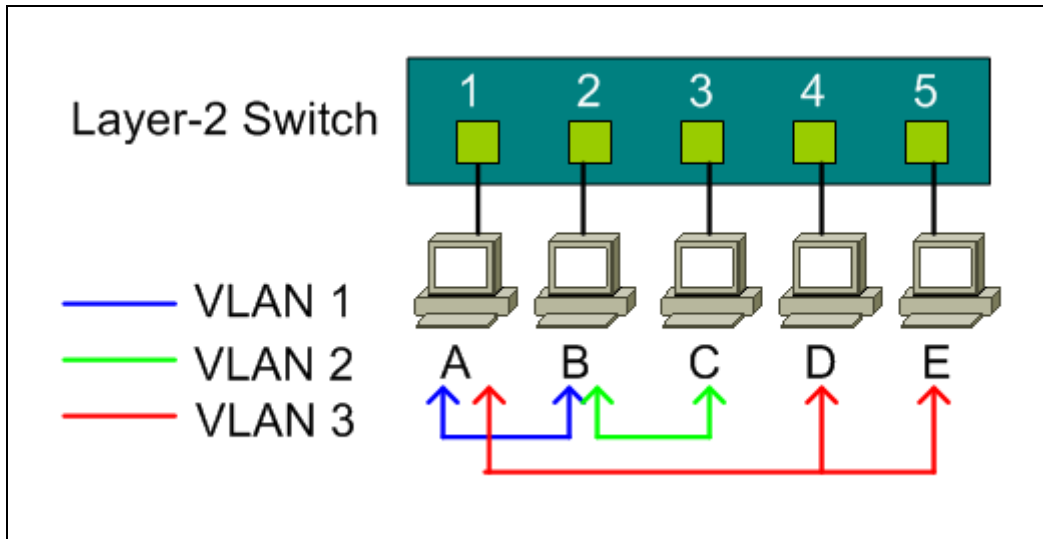 1 2 3 4 5
Layer-2 Switch
VLAN 1
VLAN 2
VLAN 3
A B C D E